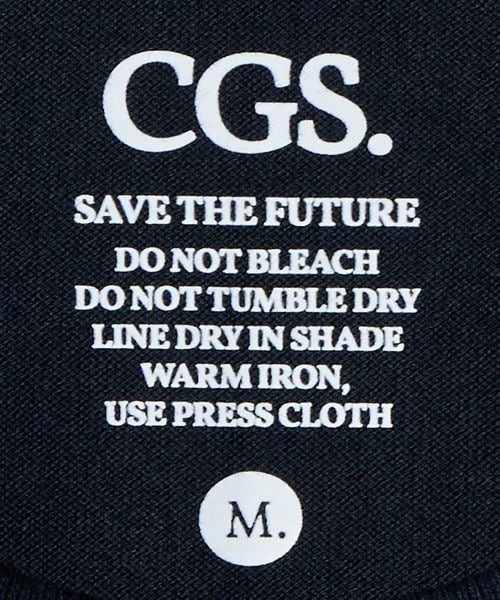 CGS.
SAVE THE FUTURE
DO NOT BLEACH
DO NOT TUMBLE DRY
LINE DRY IN SHADE
WARM IRON,
USE PRESS CLOTH
M.